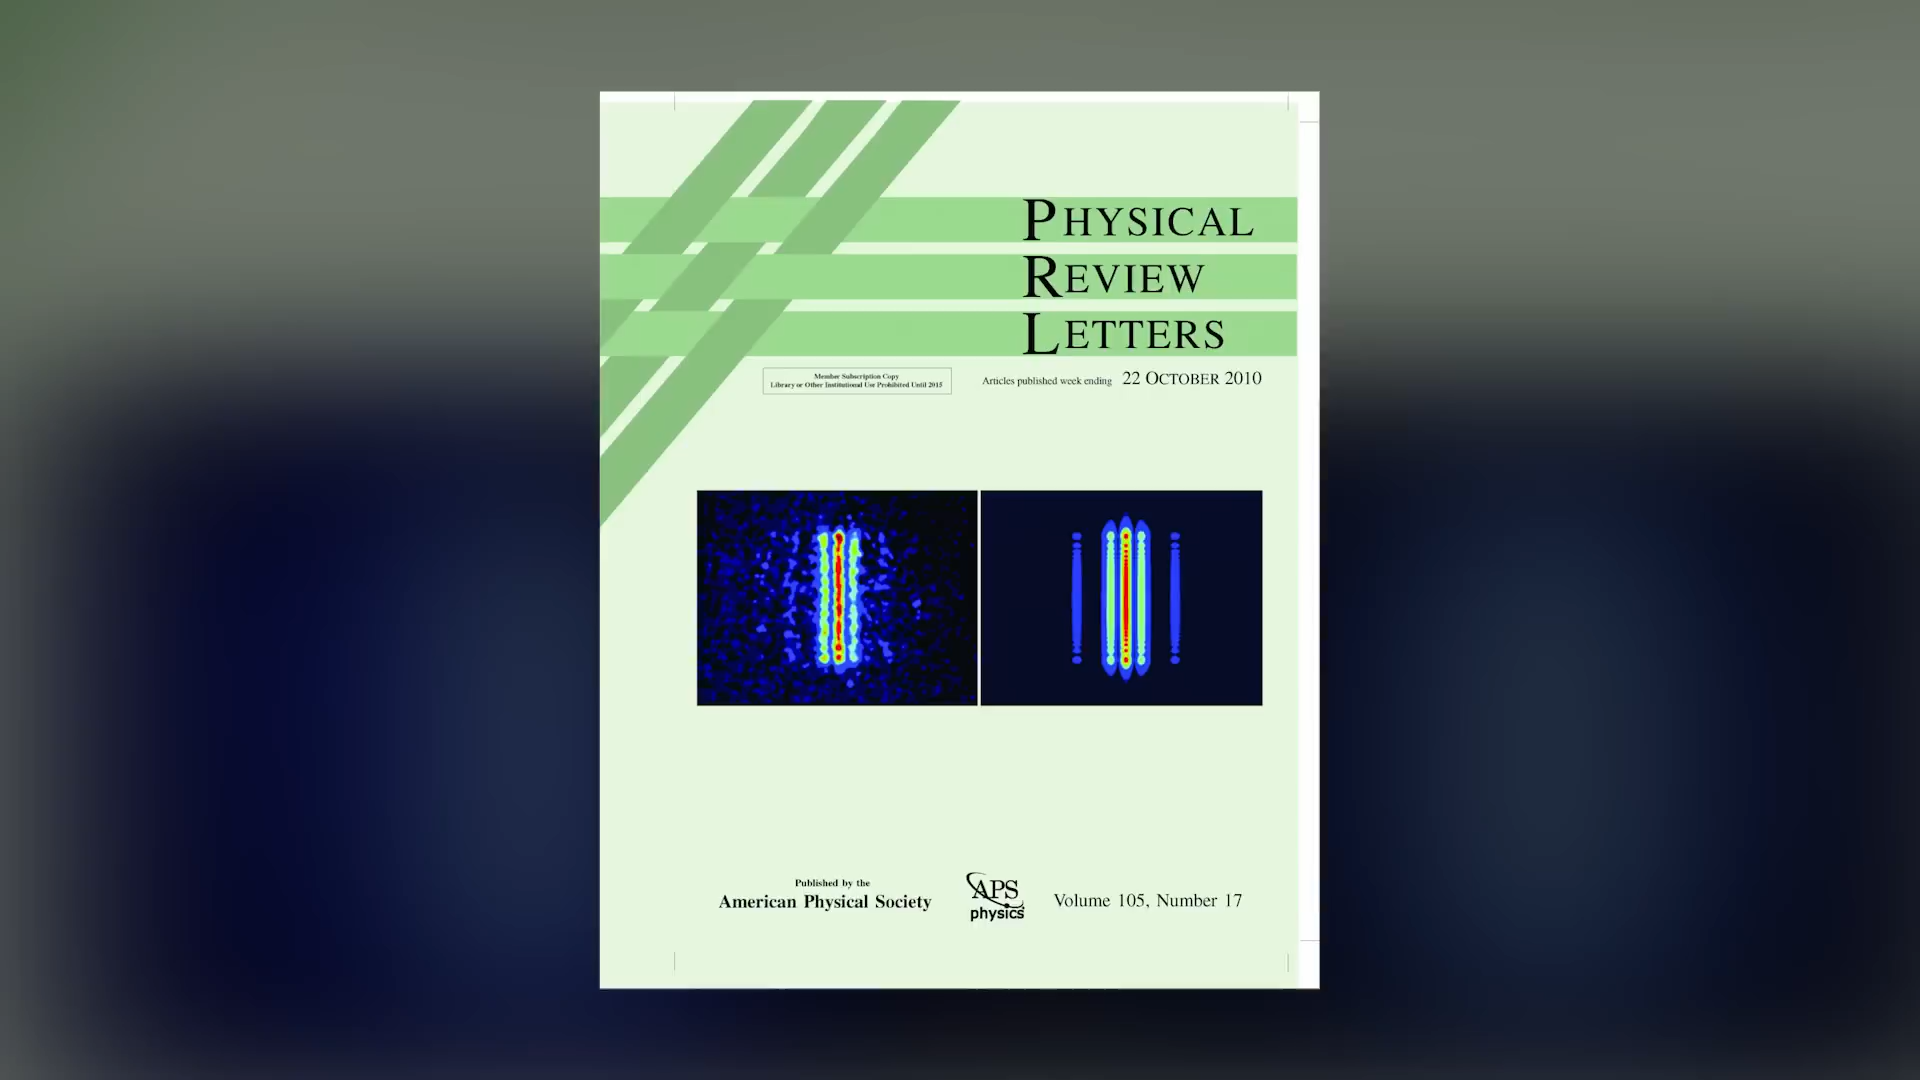 PHYSICAL
REVIEW
LETTERS
Member Subscription Copy
Library or Other Institutional Use Prohibited Until 2015
Articles published week ending 22 OCTOBER 2010
Published by the
American Physical Society
APS
physics
Volume 105, Number 17